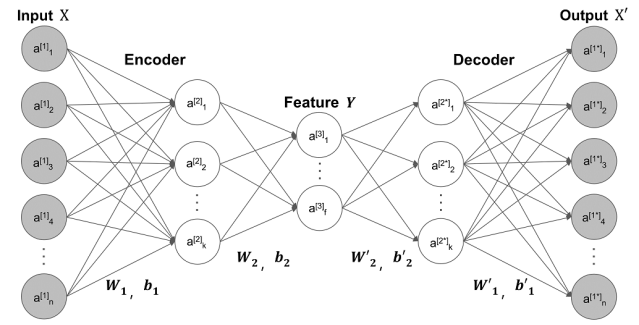 Input X
Output X′
Encoder
Decoder
Feature Y
a[1]1
a[1]2
a[1]3
a[1]4
a[1]n
a[2]1
a[2]2
a[2]k
a[3]1
a[3]f
a[2*]1
a[2*]2
a[2*]k
a[1*]1
a[1*]2
a[1*]3
a[1*]4
a[1*]n
W1, b1
W2, b2
W′2, b′2
W′1, b′1